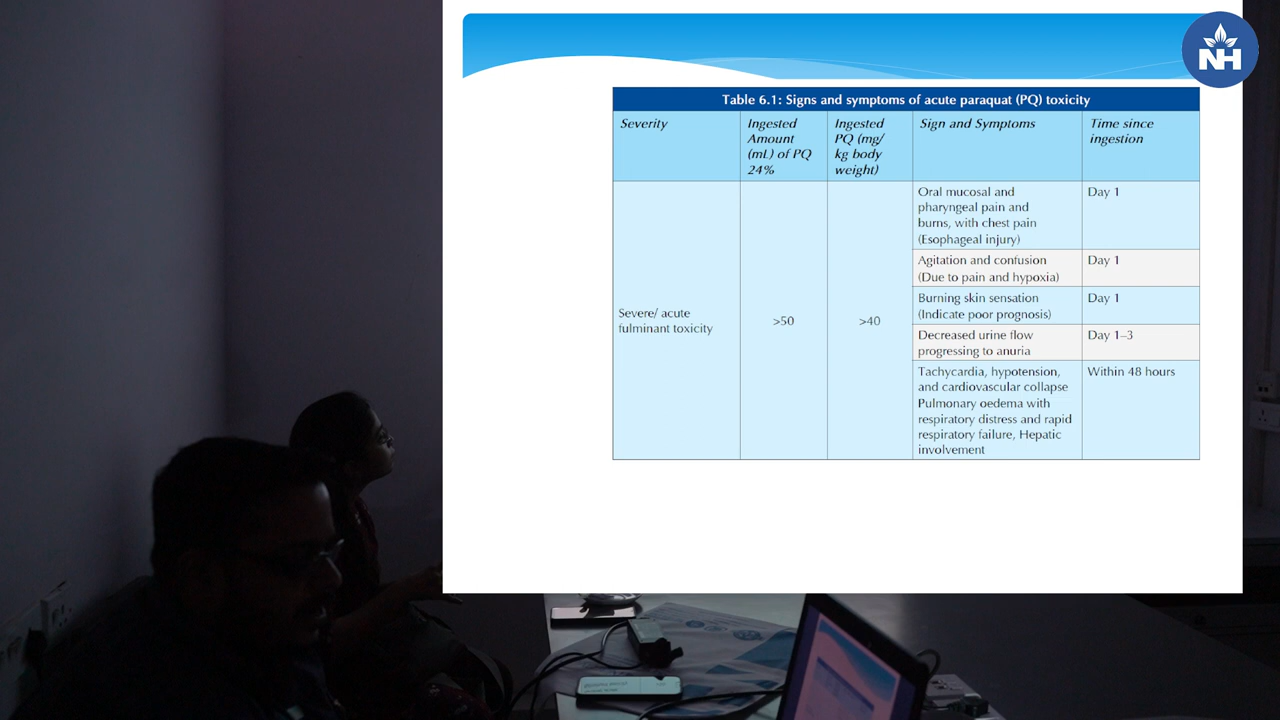 NH
Table 6.1: Signs and symptoms of acute paraquat (PQ) toxicity
Severity
Ingested
Amount
(mL) of PQ
24%
Ingested
PQ (mg/
kg body
weight)
Sign and Symptoms
Time since
ingestion
Severe/ acute
fulminant toxicity
>50
>40
Oral mucosal and
pharyngeal pain and
burns, with chest pain
(Esophageal injury)
Day 1
Agitation and confusion
(Due to pain and hypoxia)
Day 1
Burning skin sensation
(Indicate poor prognosis)
Day 1
Decreased urine flow
progressing to anuria
Day 1–3
Tachycardia, hypotension,
and cardiovascular collapse
Pulmonary oedema with
respiratory distress and rapid
respiratory failure, Hepatic
involvement
Within 48 hours